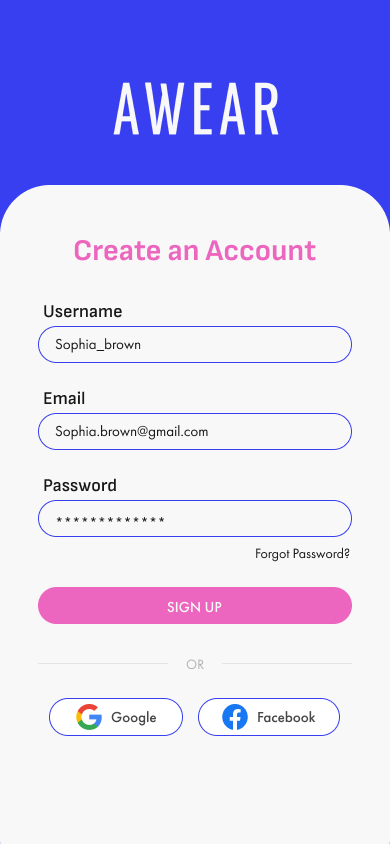 AWEAR
Create an Account
Username
Sophia_brown
Email
Sophia.brown@gmail.com
Password
*************
Forgot Password?
SIGN UP
OR
Google
Facebook